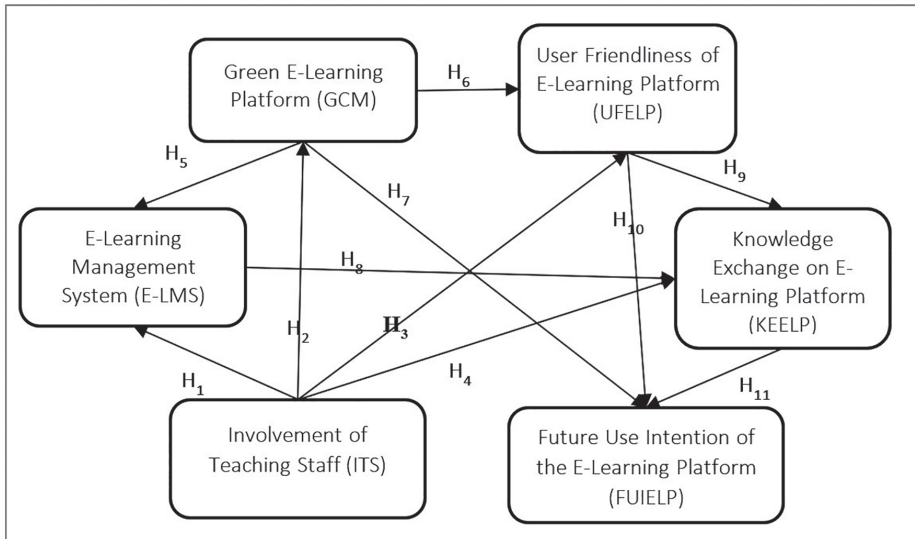 Green E-Learning
Platform (GCM)
H6
User Friendliness of
E-Learning Platform
(UFELP)
H5
H7
H9
H10
E-Learning
Management
System (E-LMS)
H8
Knowledge
Exchange on E-
Learning Platform
(KEELP)
H2
H3
H4
H1
H11
Involvement of
Teaching Staff (ITS)
Future Use Intention of
the E-Learning Platform
(FUIELP)